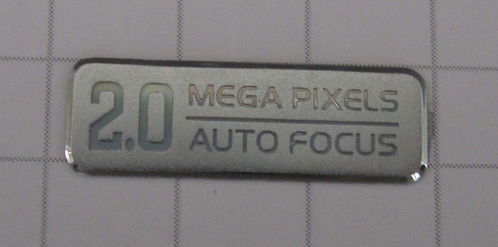 2.0 MEGA PIXELS
AUTO FOCUS